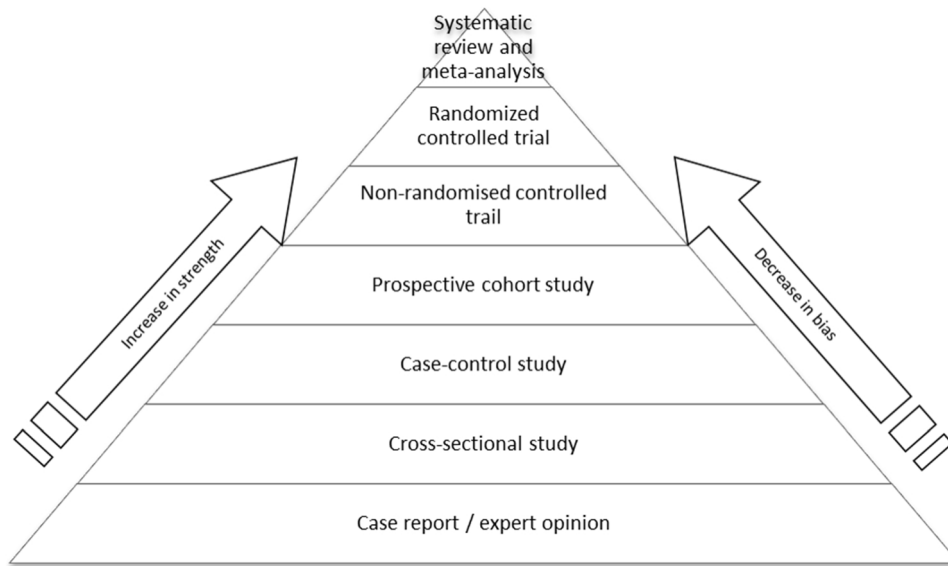 Systematic
review and
meta-analysis
Randomized
controlled trial
Non-randomised controlled
trail
Increase in strength
Decrease in bias
Prospective cohort study
Case-control study
Cross-sectional study
Case report / expert opinion